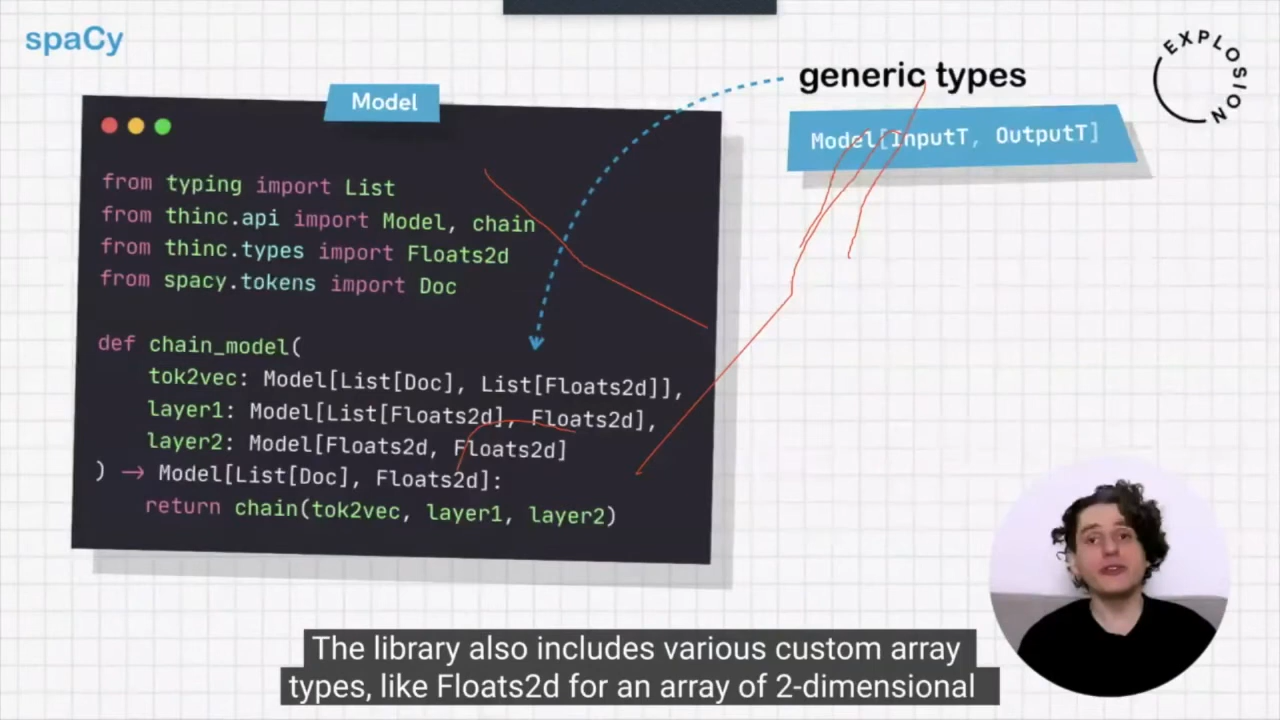 spaCy
EXPLOSION
generic types
Model[InputT, OutputT]
Model
from typing import List
from thinc.api import Model, chain
from thinc.types import Floats2d
from spacy.tokens import Doc
def chain_model(
tok2vec: Model[List[Doc], List[Floats2d]],
layer1: Model[List[Floats2d], Floats2d],
layer2: Model[Floats2d, Floats2d]
) → Model[List[Doc], Floats2d]:
return chain(tok2vec, layer1, layer2)
The library also includes various custom array
types, like Floats2d for an array of 2-dimensional